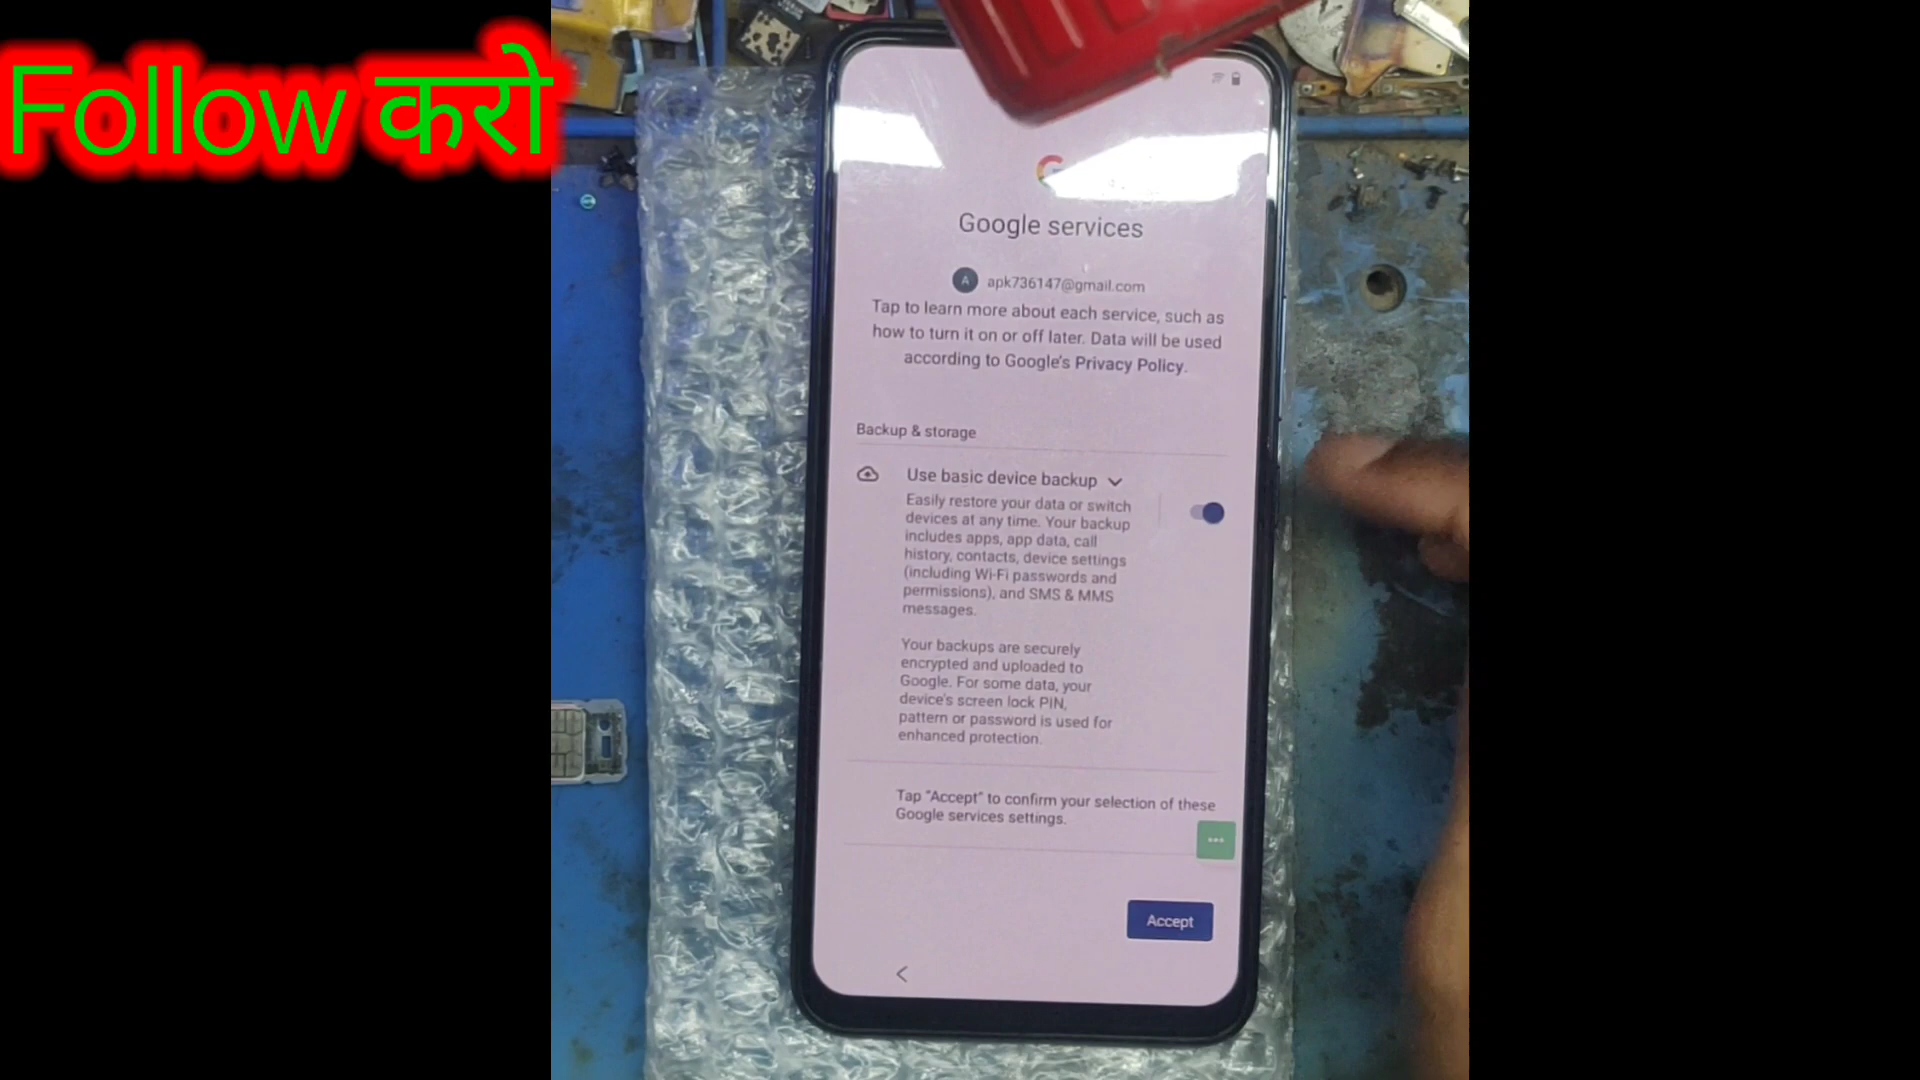 Follow करो
Google services
A apk736147@gmail.com
Tap to learn more about each service, such as
how to turn it on or off later. Data will be used
according to Google's Privacy Policy.
Backup & storage
Use basic device backup
Easily restore your data or switch
devices at any time. Your backup
includes apps, app data, call
history, contacts, device settings
(including Wi-Fi passwords and
permissions), and SMS & MMS
messages.
Your backups are securely
encrypted and uploaded to
Google. For some data, your
device's screen lock PIN,
pattern or password is used for
enhanced protection.
Tap "Accept" to confirm your selection of these
Google services settings.
Accept